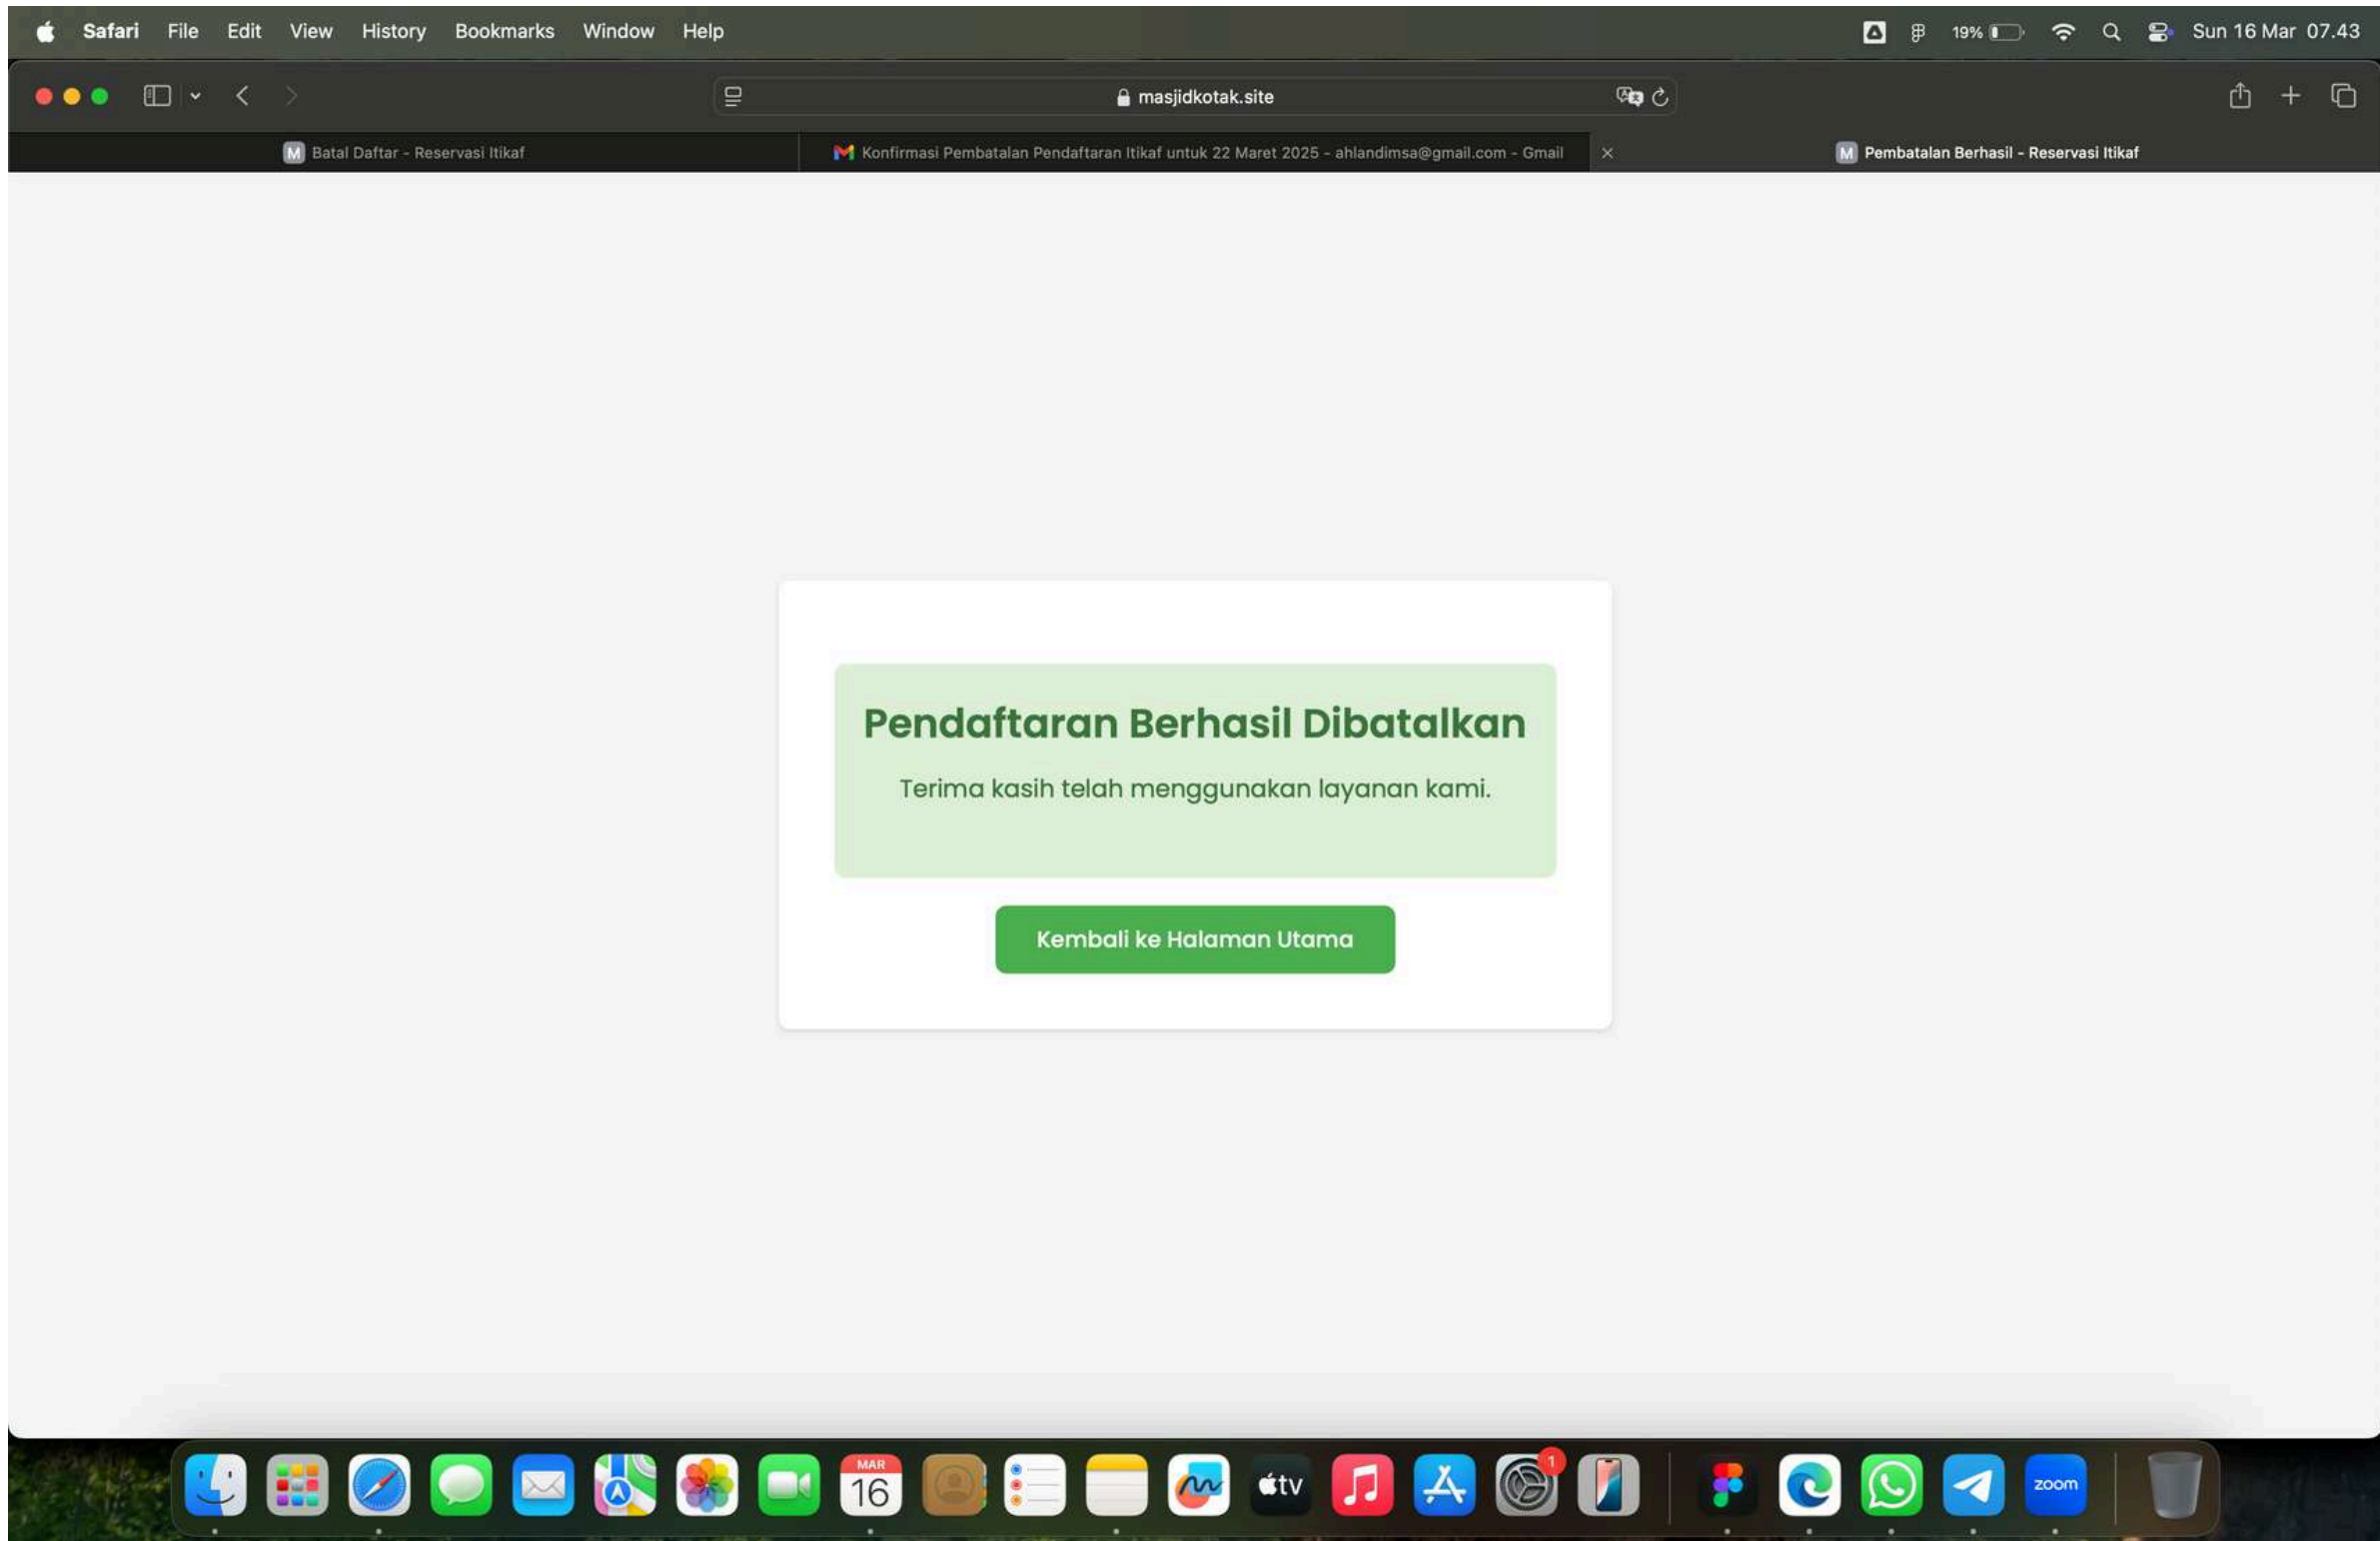 Safari File Edit View History Bookmarks Window Help 19% Sun 16 Mar 07.43
masjidkotak.site
M Batal Daftar - Reservasi Itikaf
Konfirmasi Pembatalan Pendaftaran Itikaf untuk 22 Maret 2025 - ahlandimsa@gmail.com - Gmail
M Pembatalan Berhasil - Reservasi Itikaf
Pendaftaran Berhasil Dibatalkan
Terima kasih telah menggunakan layanan kami.
Kembali ke Halaman Utama
MAR
16
tv
1
zoom